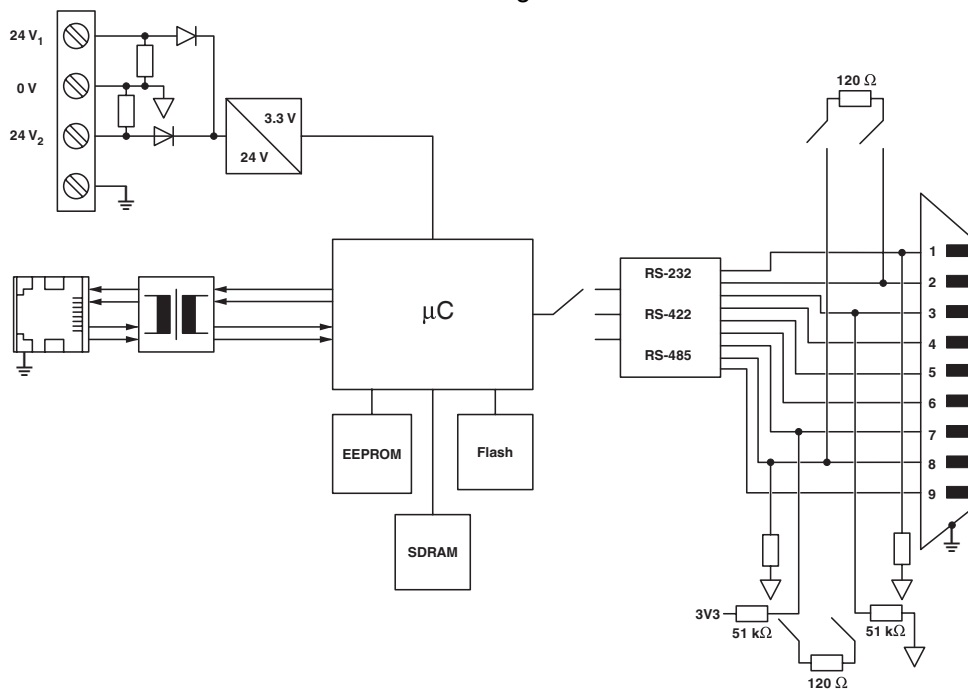 24 V1
0 V
24 V2
3.3 V
24 V
120 Ω
µC
RS-232
RS-422
RS-485
1
2
3
4
5
6
7
8
9
EEPROM
Flash
SDRAM
3V3
51 kΩ
51 kΩ
120 Ω